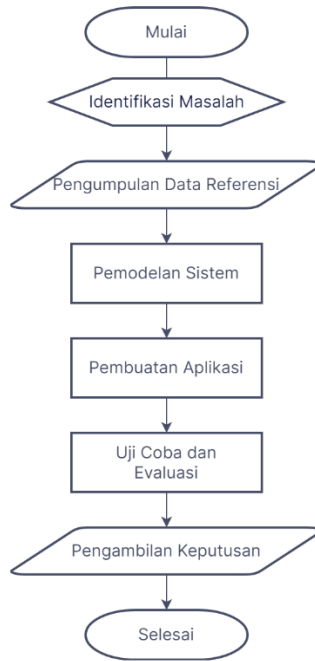 Mulai
Identifikasi Masalah
Pengumpulan Data Referensi
Pemodelan Sistem
Pembuatan Aplikasi
Uji Coba dan
Evaluasi
Pengambilan Keputusan
Selesai